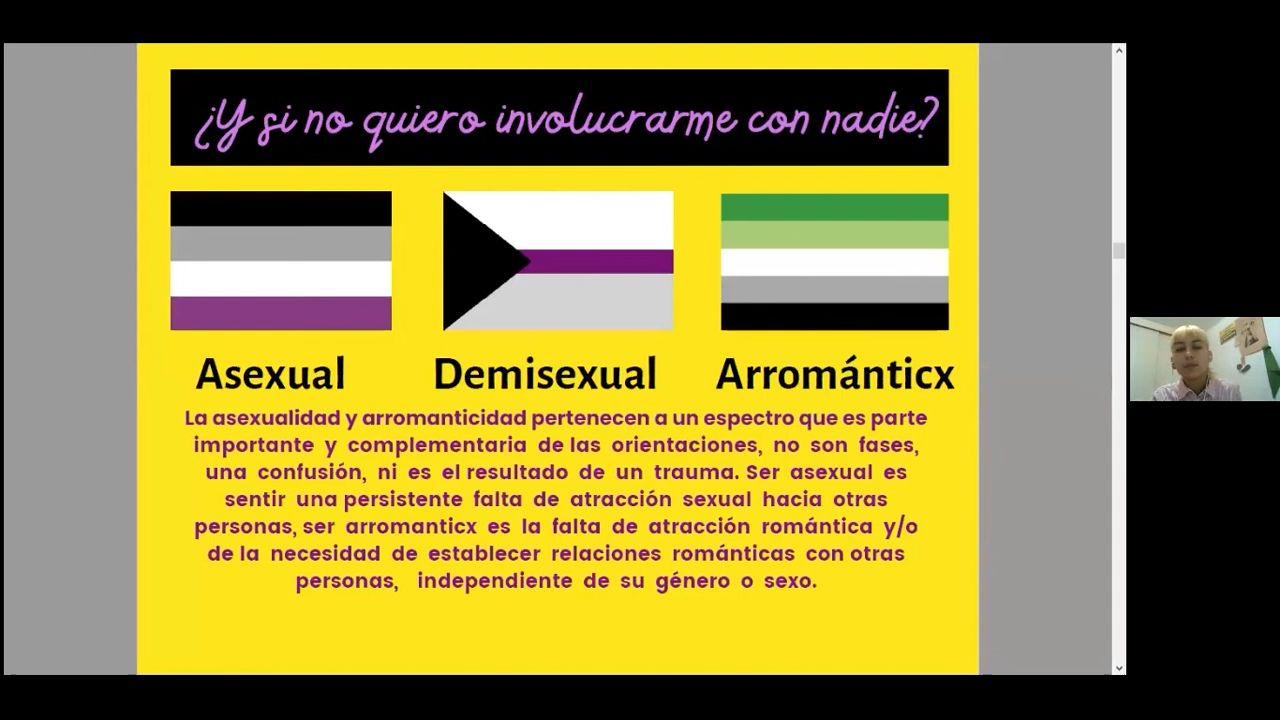 ¿Y si no quiero involucrarme con nadie?
Asexual Demisexual Arrománticx
La asexualidad y arromanticidad pertenecen a un espectro que es parte
importante y complementaria de las orientaciones, no son fases,
una confusión, ni es el resultado de un trauma. Ser asexual es
sentir una persistente falta de atracción sexual hacia otras
personas, ser arromanticx es la falta de atracción romántica y/o
de la necesidad de establecer relaciones románticas con otras
personas, independiente de su género o sexo.